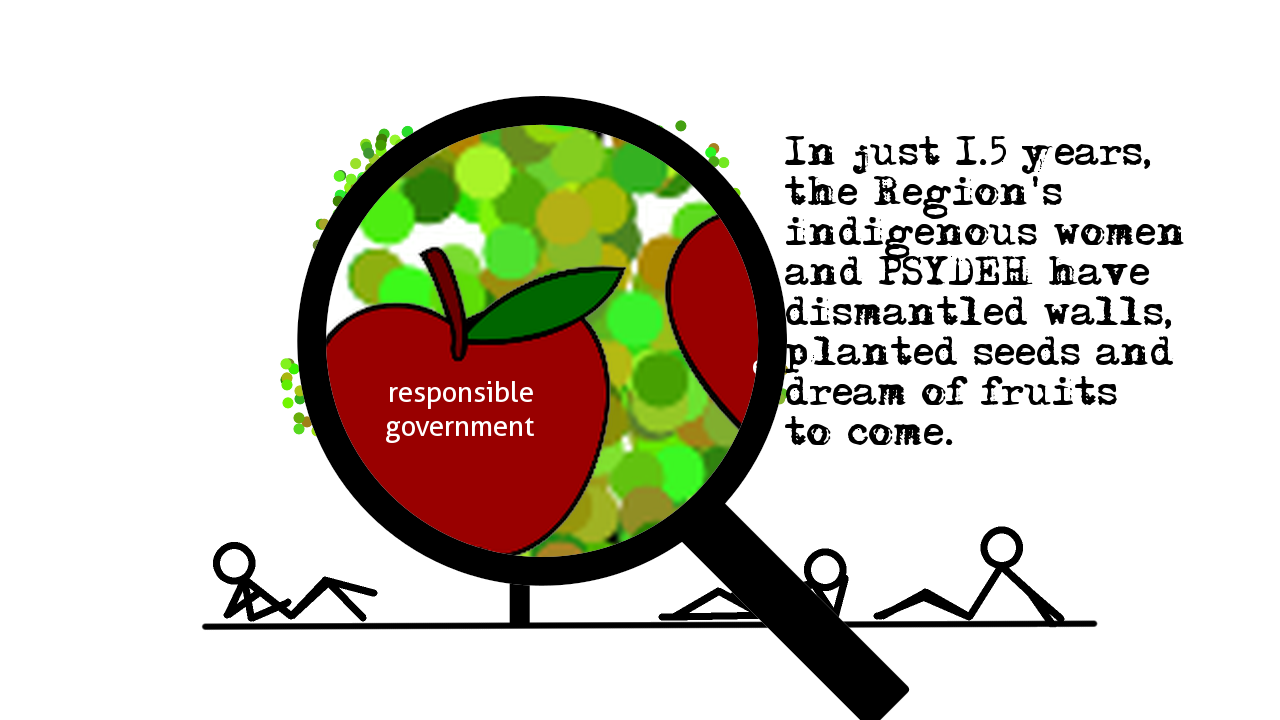 responsible
government
In just 1.5 years,
the Region's
indigenous women
and PSYDEH have
dismantled walls,
planted seeds and
dream of fruits
to come.